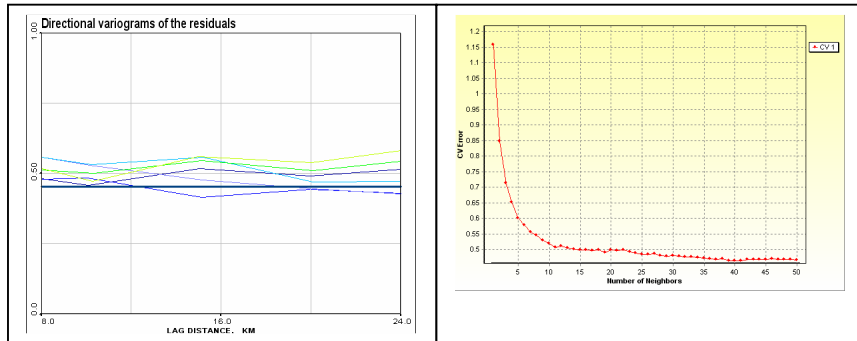 Directional variograms of the residuals
1.00
0.50
0.0
8.0 16.0 24.0
LAG DISTANCE, KM
1.2
1.15
1.1
1.05
1
0.95
0.9
0.85
0.8
0.75
0.7
0.65
0.6
0.55
0.5
CV Error
5 10 15 20 25 30 35 40 45 50
Number of Neighbors
CV 1